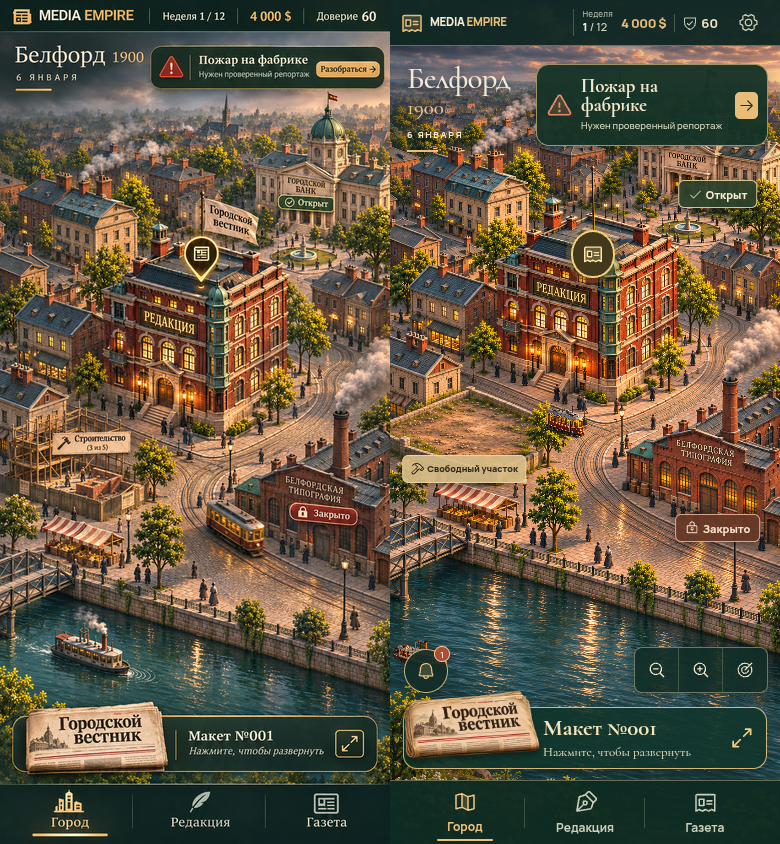 MEDIA EMPIRE
Неделя 1 / 12
4 000 $
Доверие 60
Белфорд 1900
6 ЯНВАРЯ
Пожар на фабрике
Нужен проверенный репортаж
Разобраться →
ГОРОДСКОЙ
БАНК
Открыт
Городской
вестник
РЕДАКЦИЯ
Строительство
(3 из 5)
БЕЛФОРДСКАЯ
ТИПОГРАФИЯ
Закрыто
Городской
вестник
Макет №001
Нажмите, чтобы развернуть
Город
Редакция
Газета
MEDIA EMPIRE
Неделя
1 / 12
4 000 $
60
Белфорд
1900
6 ЯНВАРЯ
Пожар на
фабрике
Нужен проверенный репортаж
→
ГОРОДСКОЙ
БАНК
Открыт
РЕДАКЦИЯ
БЕЛФОРДСКАЯ
ТИПОГРАФИЯ
Свободный участок
Закрыто
1
Городской
вестник
Макет №001
Нажмите, чтобы развернуть
Город
Редакция
Газета